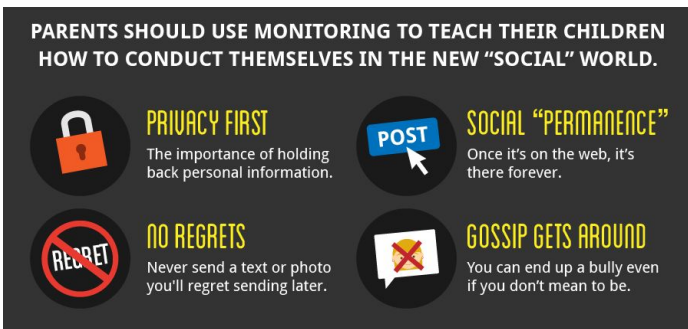 PARENTS SHOULD USE MONITORING TO TEACH THEIR CHILDREN
HOW TO CONDUCT THEMSELVES IN THE NEW “SOCIAL” WORLD.
PRIVACY FIRST
The importance of holding
back personal information.
POST
SOCIAL “PERMANENCE”
Once it’s on the web, it’s
there forever.
REGRET
NO REGRETS
Never send a text or photo
you'll regret sending later.
GOSSIP GETS AROUND
You can end up a bully even
if you don’t mean to be.